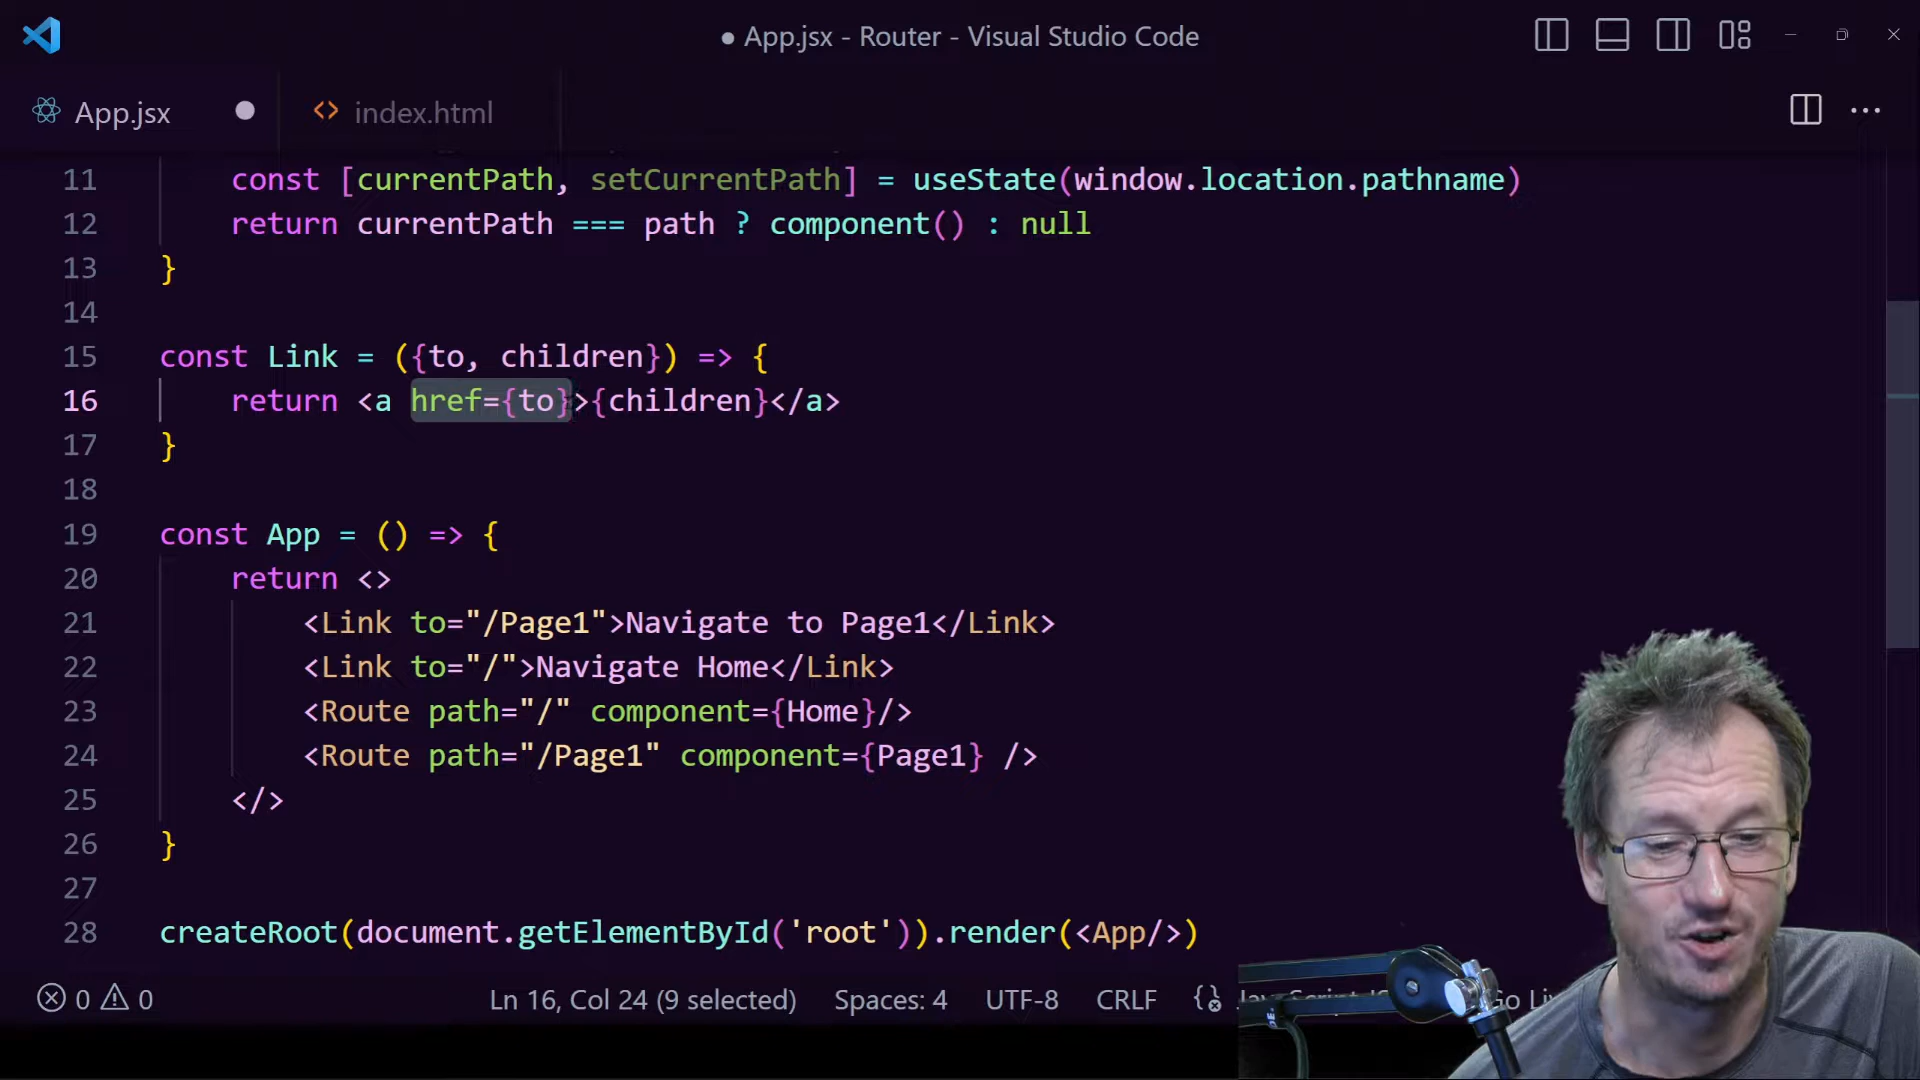 ● App.jsx - Router - Visual Studio Code
App.jsx ●
<> index.html
11 const [currentPath, setCurrentPath] = useState(window.location.pathname)
12 return currentPath === path ? component() : null
13 }
14
15 const Link = ({to, children}) => {
16 return <a href={to}>{children}</a>
17 }
18
19 const App = () => {
20 return <>
21 <Link to="/Page1">Navigate to Page1</Link>
22 <Link to="/">Navigate Home</Link>
23 <Route path="/" component={Home}/>
24 <Route path="/Page1" component={Page1} />
25 </>
26 }
27
28 createRoot(document.getElementById('root')).render(<App/>)
0 0 Ln 16, Col 24 (9 selected) Spaces: 4 UTF-8 CRLF